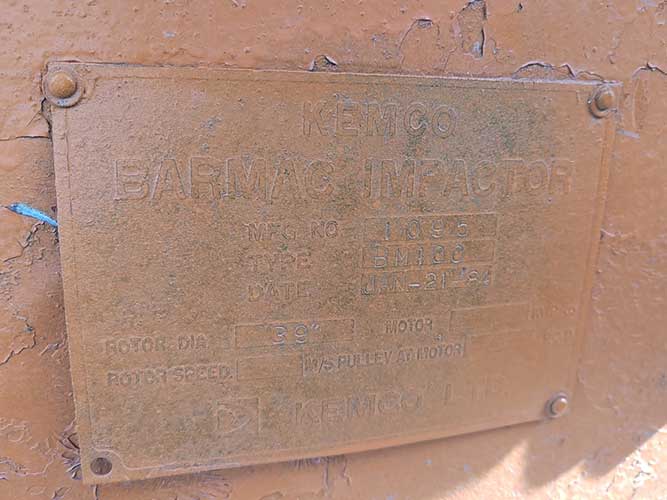 KEMCO
BARMAC IMPACTOR
MFG NO 1095
TYPE BM100
DATE JAN-21'-84
ROTOR DIA. 39" MOTOR
ROTOR SPEED. M/S PULLEY AT MOTOR
KEMCO LTD